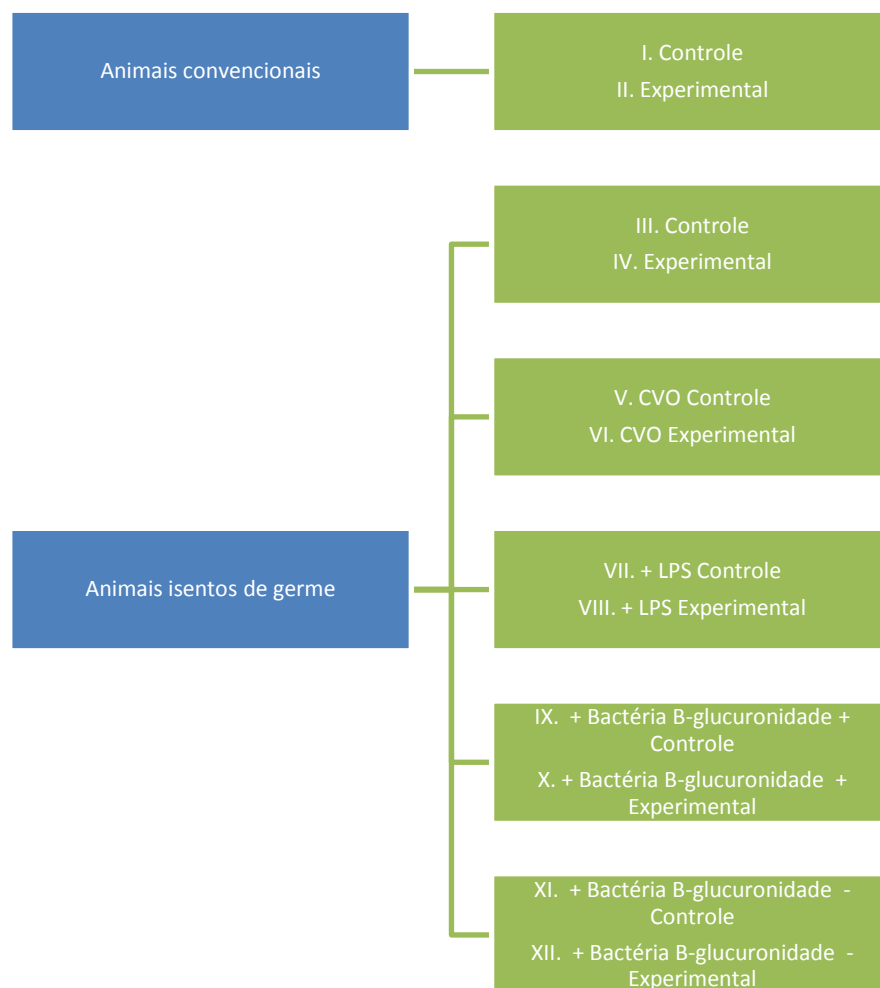 Animais convencionais
I. Controle
II. Experimental
III. Controle
IV. Experimental
V. CVO Controle
VI. CVO Experimental
Animais isentos de germe
VII. + LPS Controle
VIII. + LPS Experimental
IX. + Bactéria B-glucuronidade +
Controle
X. + Bactéria B-glucuronidade +
Experimental
XI. + Bactéria B-glucuronidade -
Controle
XII. + Bactéria B-glucuronidade -
Experimental